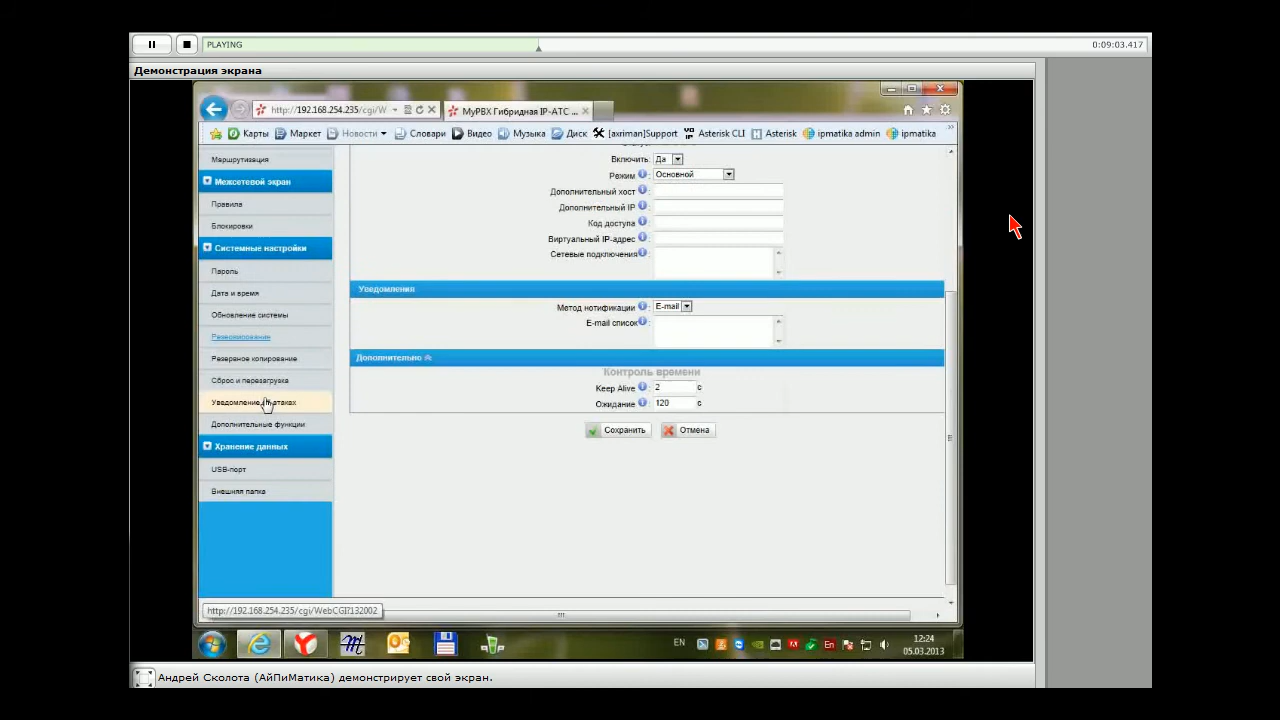 PLAYING
0:09:03.417
Демонстрация экрана
http://192.168.254.235/cgi/W
MyPBX Гибридная IP-АТС ...
Карты Маркет Новости Словари Видео Музыка Диск [axriman]Support Asterisk CLI Asterisk ipmatika admin ipmatika
Маршрутизация
Межсетевой экран
Правила
Блокировки
Системные настройки
Пароль
Дата и время
Обновление системы
Резервирование
Резервное копирование
Сброс и перезагрузка
Уведомление атаках
Дополнительные функции
Хранение данных
USB-порт
Внешняя папка
Включить: Да
Режим : Основной
Дополнительный хост :
Дополнительный IP :
Код доступа :
Виртуальный IP-адрес :
Сетевые подключения :
Уведомления
Метод нотификации : E-mail
E-mail список :
Дополнительно
Контроль времени
Keep Alive : 2 с
Ожидание : 120 с
Сохранить Отмена
http://192.168.254.235/cgi/WebCGI?132002
EN
En
12:24
05.03.2013
Андрей Сколота (АйПиМатика) демонстрирует свой экран.